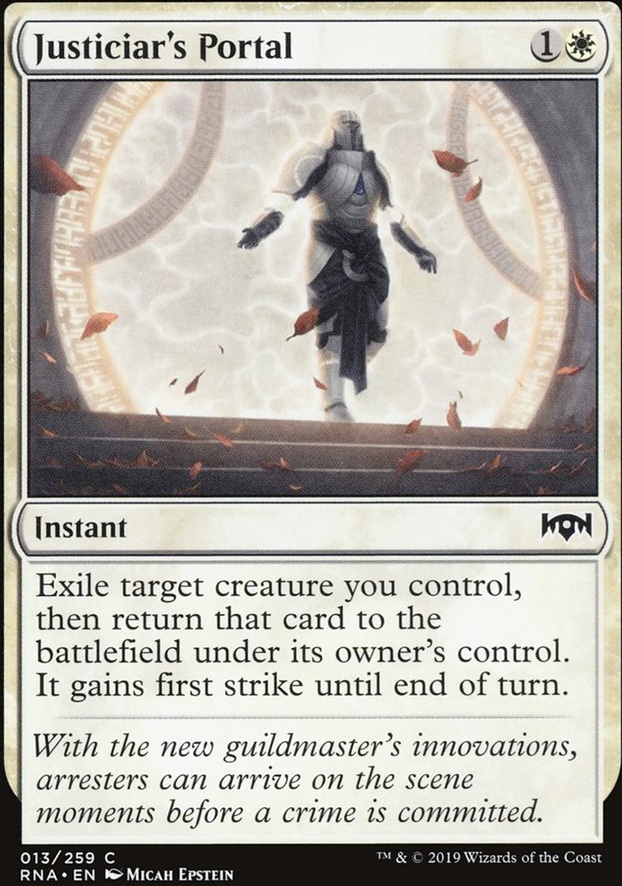 Justiciar's Portal 1
Instant
Exile target creature you control,
then return that card to the
battlefield under its owner's control.
It gains first strike until end of turn.
With the new guildmaster's innovations,
arresters can arrive on the scene
moments before a crime is committed.
013/259 C
RNA • EN Micah Epstein
™ & © 2019 Wizards of the Coast